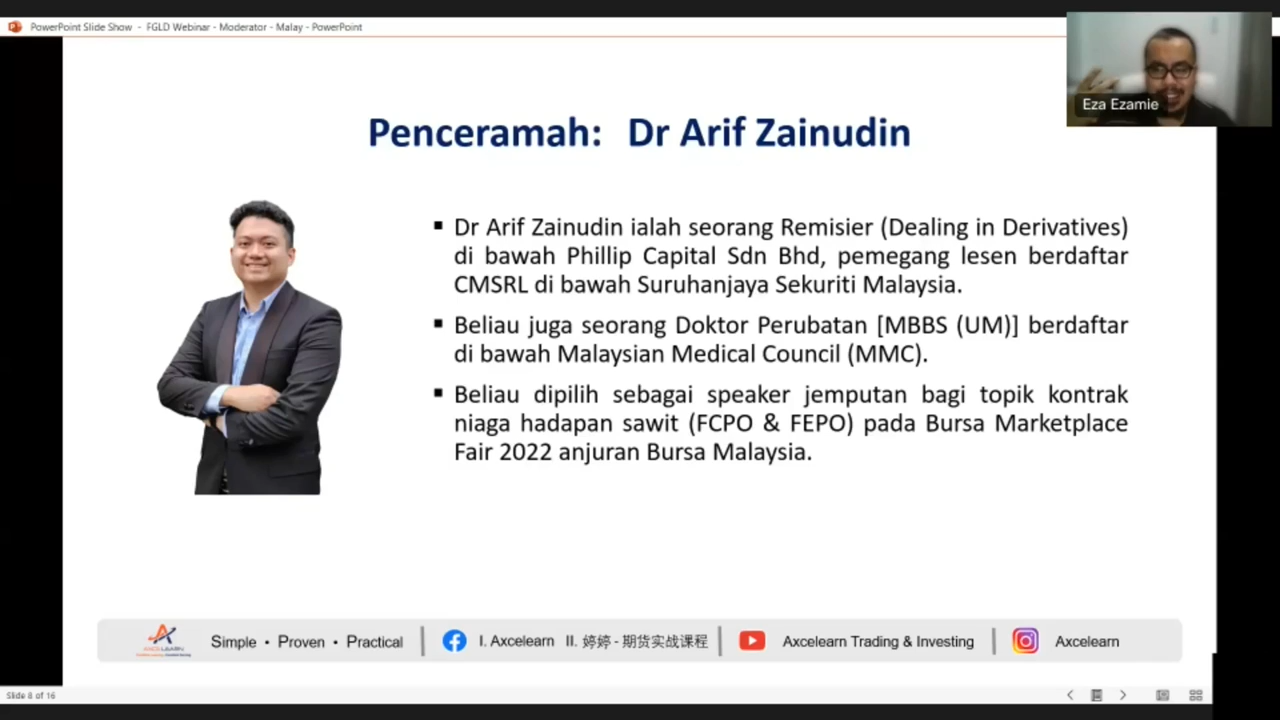 PowerPoint Slide Show - FGLD Webinar - Moderator - Malay - PowerPoint
Eza Ezamie
Penceramah: Dr Arif Zainudin
▪ Dr Arif Zainudin ialah seorang Remisier (Dealing in Derivatives)
di bawah Phillip Capital Sdn Bhd, pemegang lesen berdaftar
CMSRL di bawah Suruhanjaya Sekuriti Malaysia.
▪ Beliau juga seorang Doktor Perubatan [MBBS (UM)] berdaftar
di bawah Malaysian Medical Council (MMC).
▪ Beliau dipilih sebagai speaker jemputan bagi topik kontrak
niaga hadapan sawit (FCPO & FEPO) pada Bursa Marketplace
Fair 2022 anjuran Bursa Malaysia.
Simple • Proven • Practical
I. Axcelearn II. 婷婷 - 期货实战课程
Axcelearn Trading & Investing
Axcelearn
Slide 8 of 16